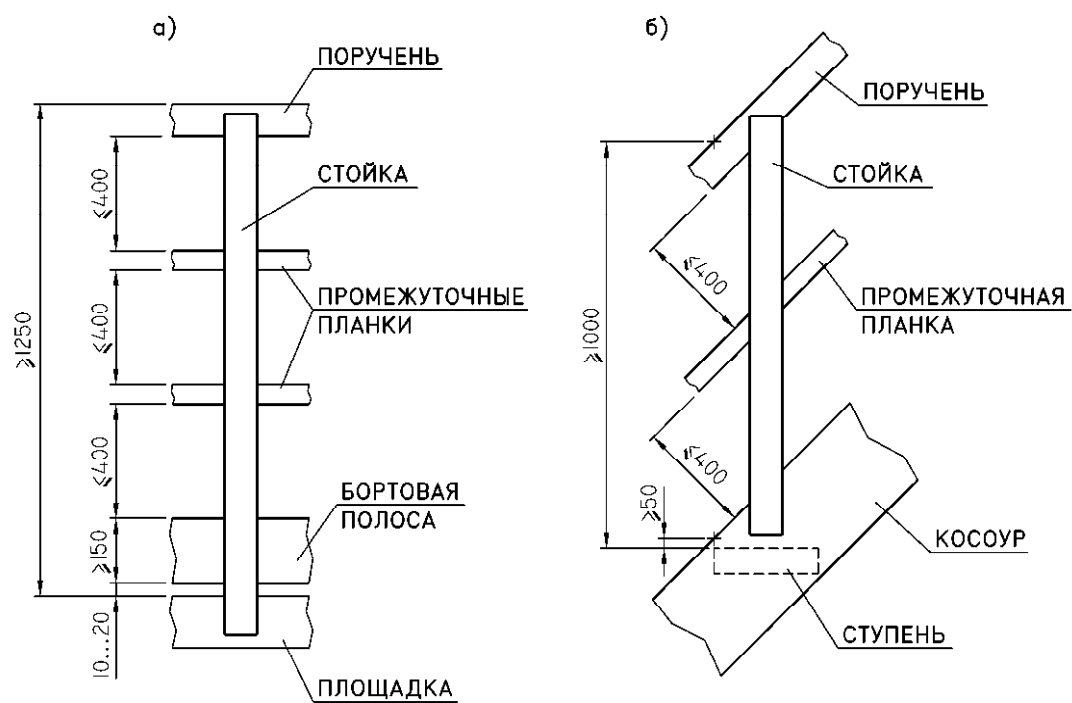 а)
ПОРУЧЕНЬ
СТОЙКА
ПРОМЕЖУТОЧНЫЕ
ПЛАНКИ
БОРТОВАЯ
ПОЛОСА
ПЛОЩАДКА
⩾1250
⩽400
⩽400
⩽400
⩾150
10...20
б)
ПОРУЧЕНЬ
СТОЙКА
ПРОМЕЖУТОЧНАЯ
ПЛАНКА
КОСОУР
СТУПЕНЬ
⩾1000
⩽400
⩽400
⩾50